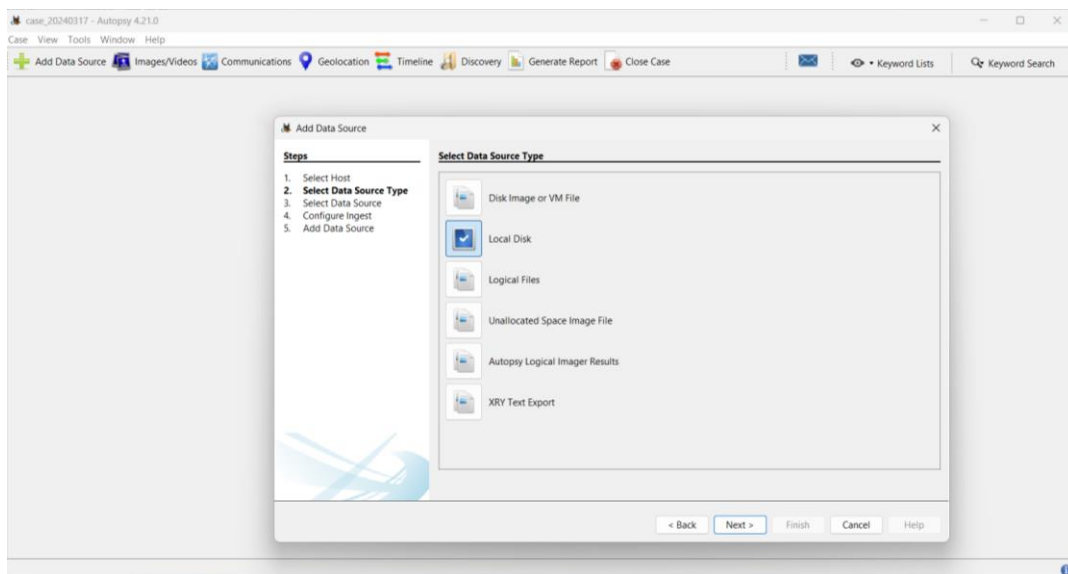 case_20240317 - Autopsy 4.21.0
Case View Tools Window Help
Add Data Source Images/Videos Communications Geolocation Timeline Discovery Generate Report Close Case Keyword Lists Keyword Search
Add Data Source
Steps
1. Select Host
2. Select Data Source Type
3. Select Data Source
4. Configure Ingest
5. Add Data Source
Select Data Source Type
Disk Image or VM File
Local Disk
Logical Files
Unallocated Space Image File
Autopsy Logical Imager Results
XRY Text Export
< Back Next > Finish Cancel Help